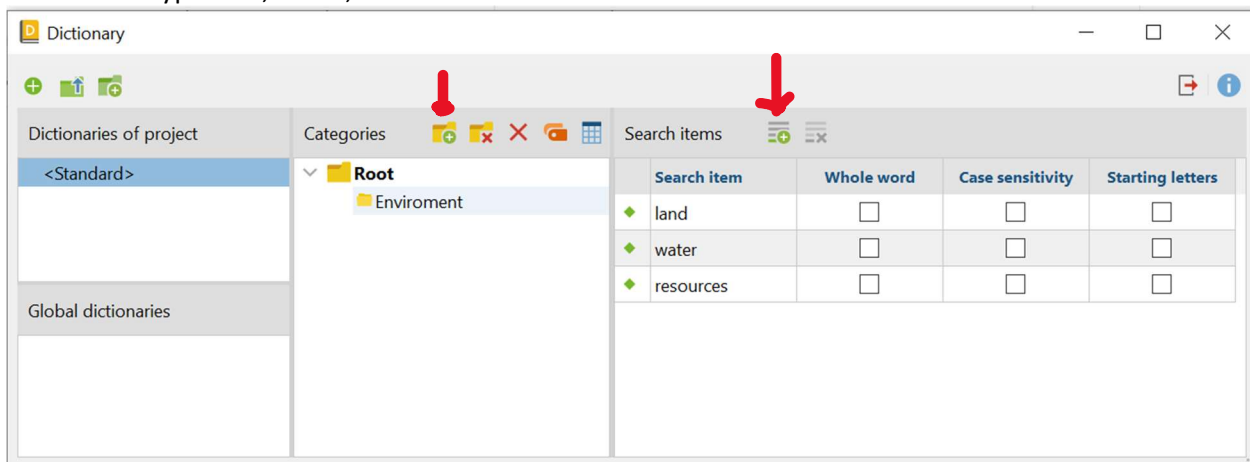 Dictionary
Dictionaries of project
Categories
Search items
<Standard>
Root
Enviroment
Search item Whole word Case sensitivity Starting letters
land
water
resources
Global dictionaries